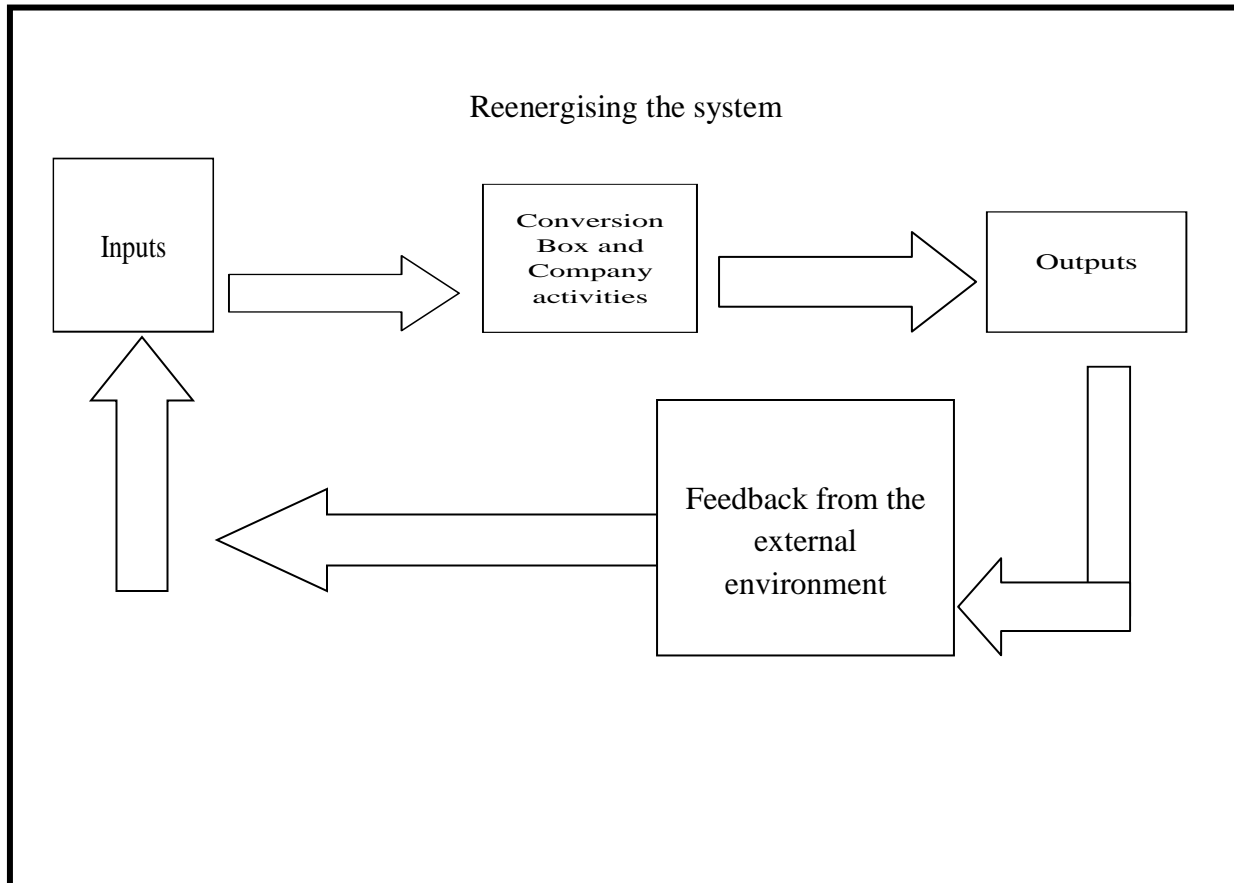 Reenergising the system
Inputs
Conversion
Box and
Company
activities
Outputs
Feedback from the
external
environment